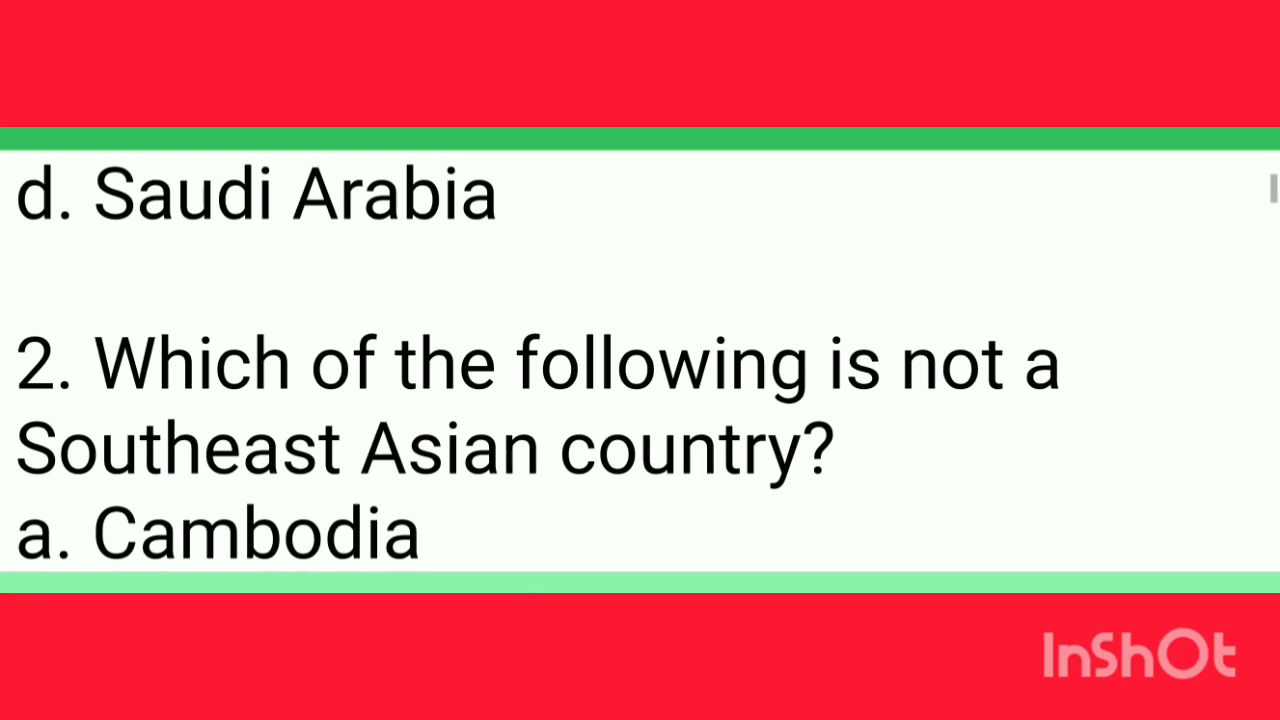 d. Saudi Arabia
2. Which of the following is not a
Southeast Asian country?
a. Cambodia
InShOt